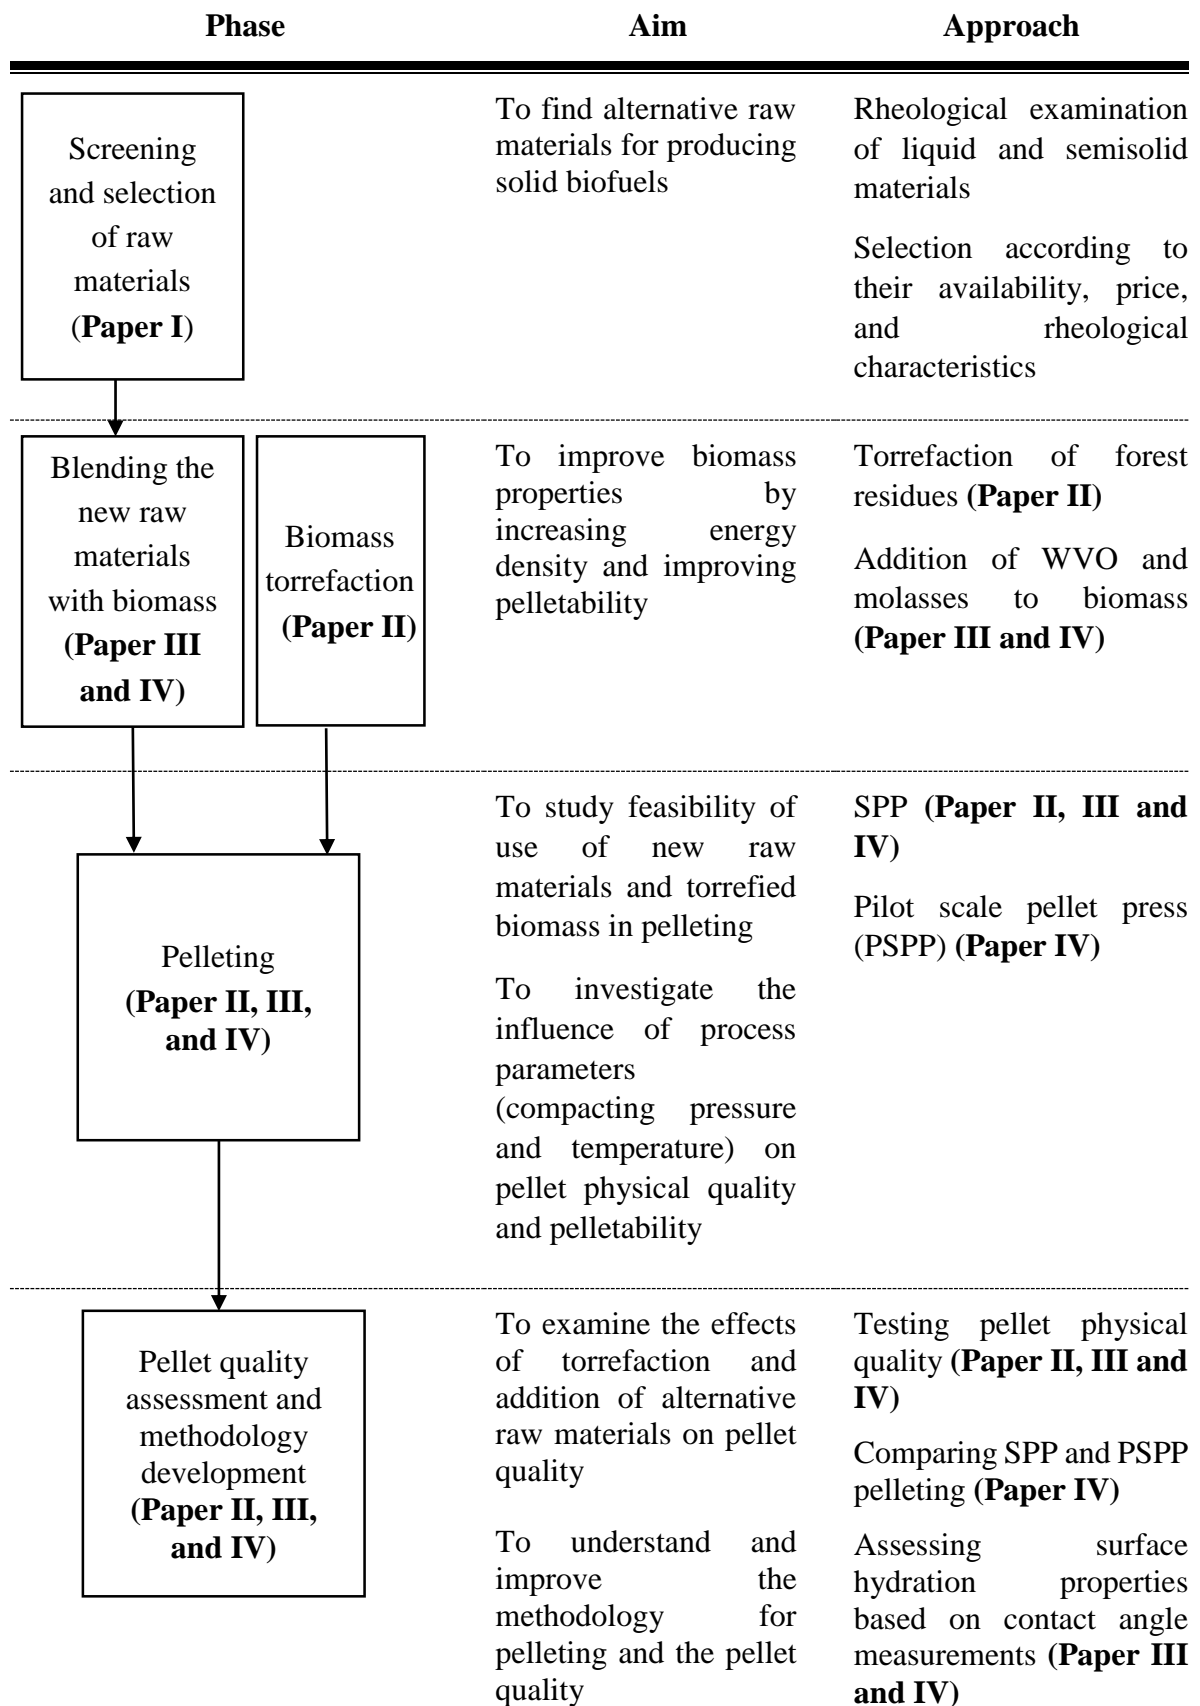 Phase
Aim
Approach
Screening
and selection
of raw
materials
(Paper I)
To find alternative raw
materials for producing
solid biofuels
Rheological examination
of liquid and semisolid
materials
Selection according to
their availability, price,
and rheological
characteristics
Blending the
new raw
materials
with biomass
(Paper III
and IV)
Biomass
torrefaction
(Paper II)
To improve biomass
properties by
increasing energy
density and improving
pelletability
Torrefaction of forest
residues (Paper II)
Addition of WVO and
molasses to biomass
(Paper III and IV)
Pelleting
(Paper II, III,
and IV)
To study feasibility of
use of new raw
materials and torrefied
biomass in pelleting
To investigate the
influence of process
parameters
(compacting pressure
and temperature) on
pellet physical quality
and pelletability
SPP (Paper II, III and
IV)
Pilot scale pellet press
(PSPP) (Paper IV)
Pellet quality
assessment and
methodology
development
(Paper II, III,
and IV)
To examine the effects
of torrefaction and
addition of alternative
raw materials on pellet
quality
To understand and
improve the
methodology for
pelleting and the pellet
quality
Testing pellet physical
quality (Paper II, III and
IV)
Comparing SPP and PSPP
pelleting (Paper IV)
Assessing surface
hydration properties
based on contact angle
measurements (Paper III
and IV)